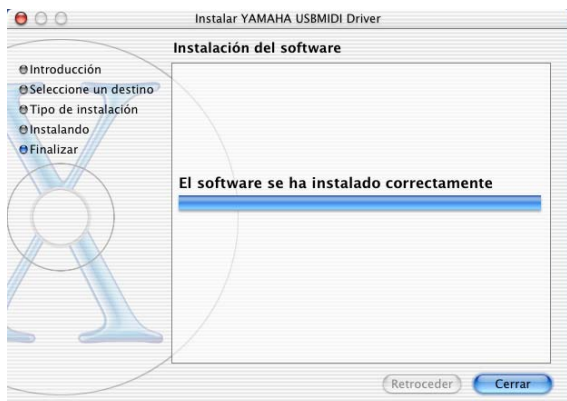 Instalar YAMAHA USBMIDI Driver
Instalación del software
Introducción
Seleccione un destino
Tipo de instalación
Instalando
Finalizar
El software se ha instalado correctamente
Retroceder
Cerrar